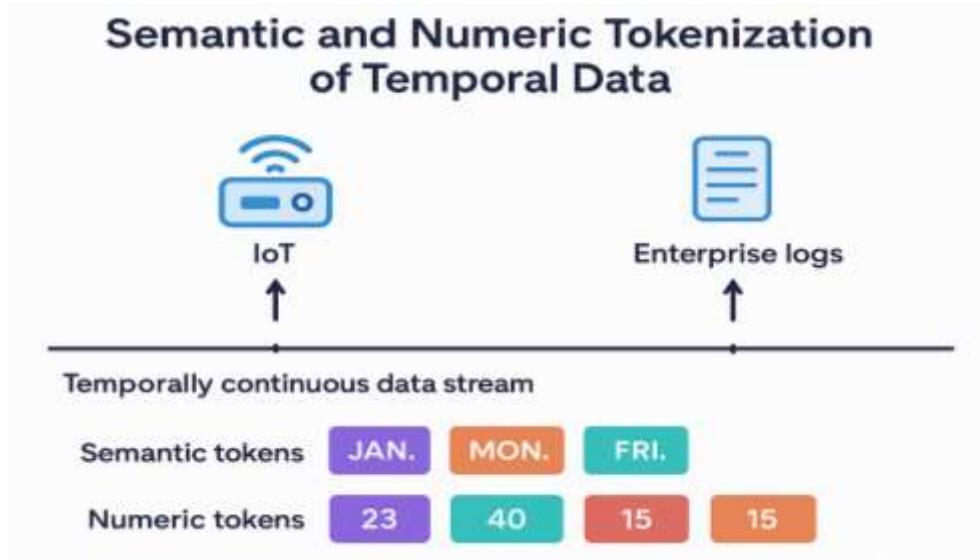 Semantic and Numeric Tokenization
of Temporal Data
IoT
Enterprise logs
Temporally continuous data stream
Semantic tokens JAN. MON. FRI.
Numeric tokens 23 40 15 15